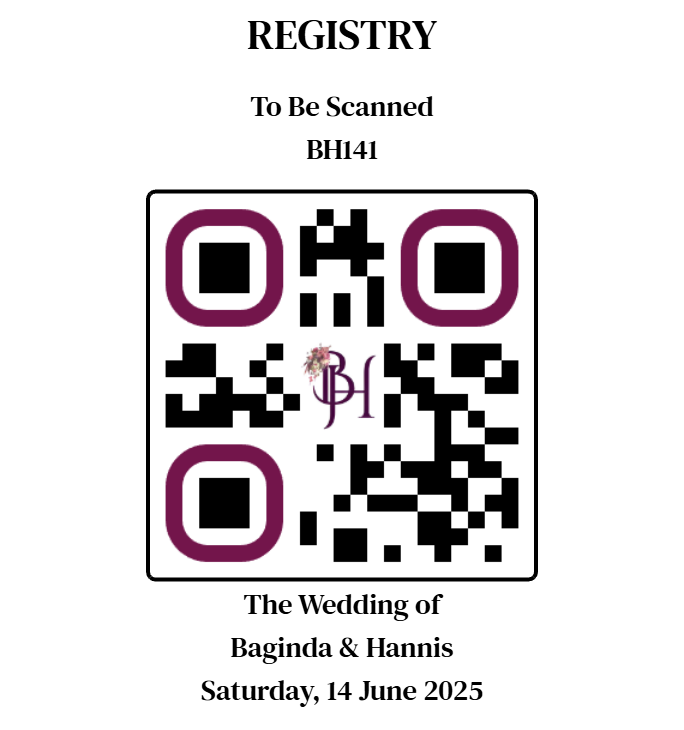 REGISTRY
To Be Scanned
BH141
BH
The Wedding of
Baginda & Hannis
Saturday, 14 June 2025